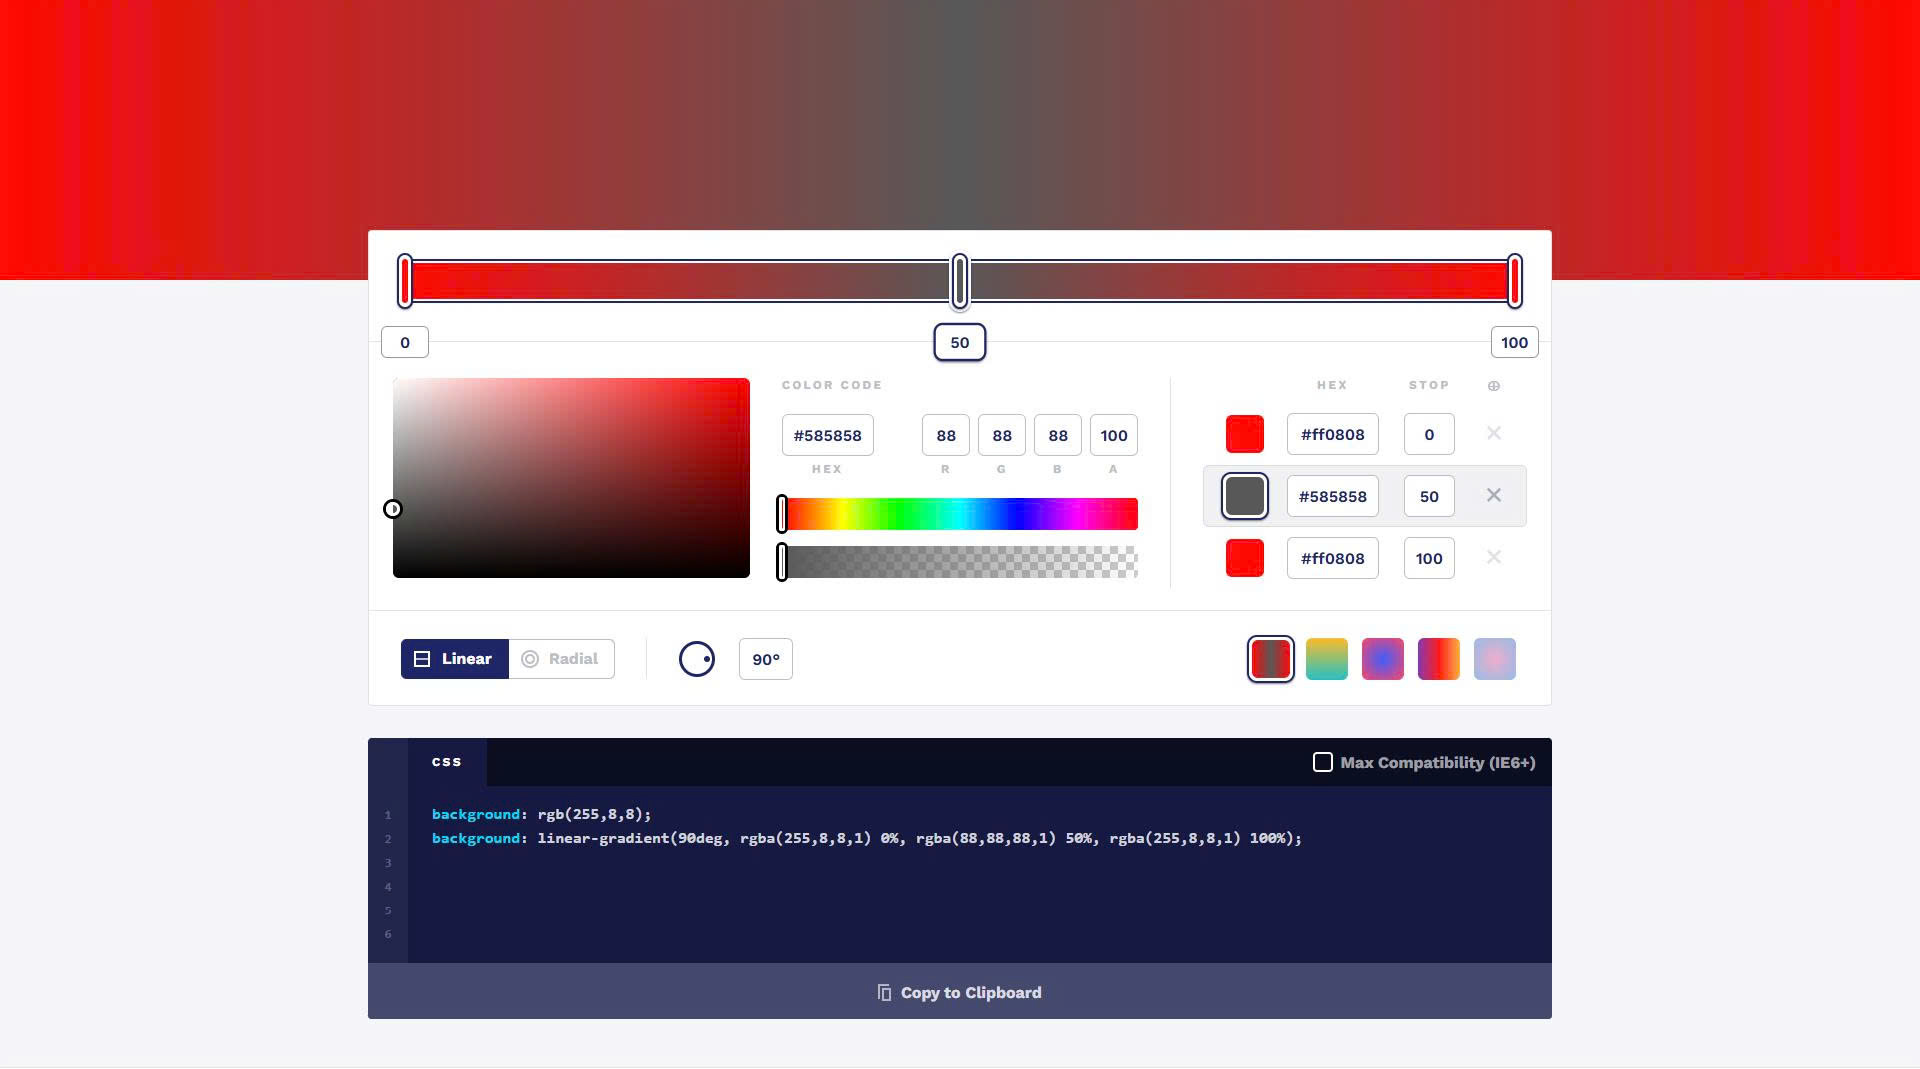 0
50
100
COLOR CODE
HEX STOP
#585858 88 88 88 100
HEX R G B A
#ff0808 0
#585858 50
#ff0808 100
Linear Radial 90°
CSS Max Compatibility (IE6+)
1 background: rgb(255,8,8);
2 background: linear-gradient(90deg, rgba(255,8,8,1) 0%, rgba(88,88,88,1) 50%, rgba(255,8,8,1) 100%);
3
4
5
6
Copy to Clipboard